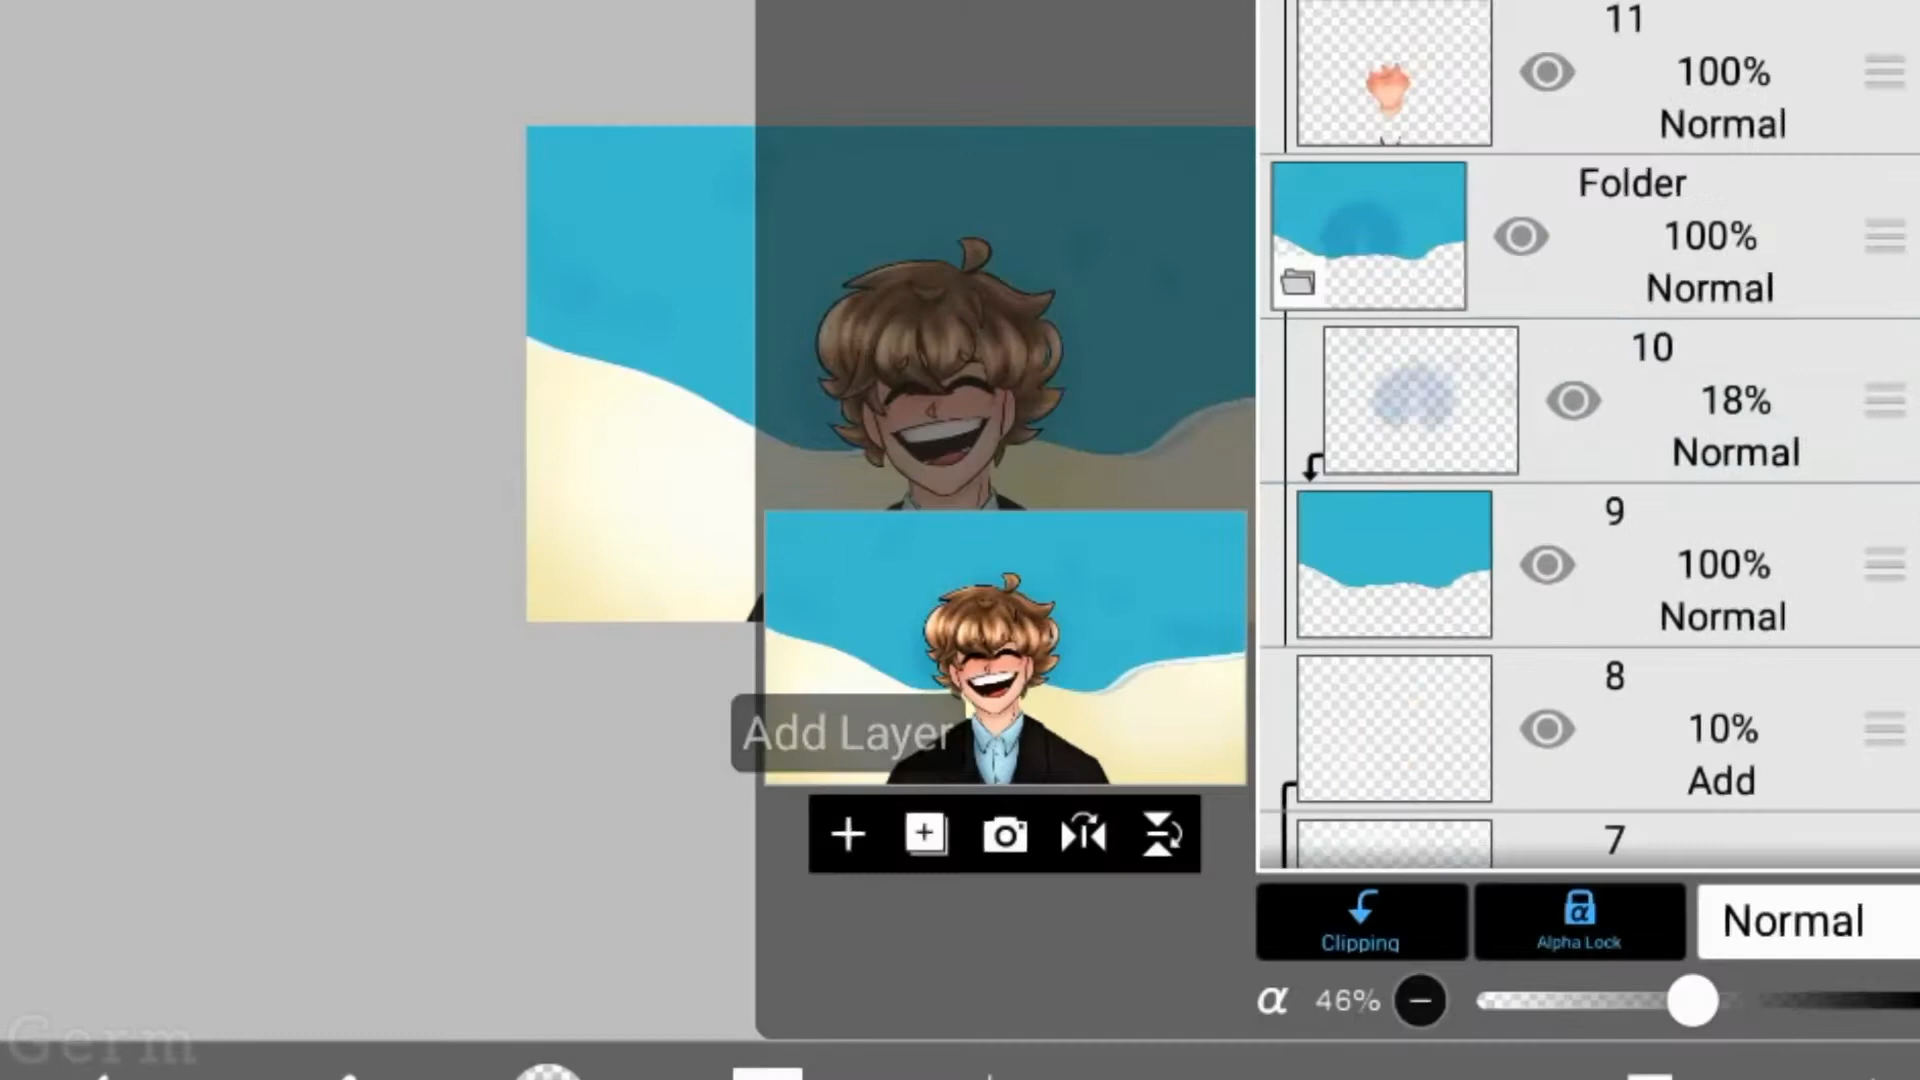 11
100%
Normal
Folder
100%
Normal
10
18%
Normal
9
100%
Normal
8
10%
Add
7
Add Layer
Clipping
α
Alpha Lock
Normal
α 46%
Germ